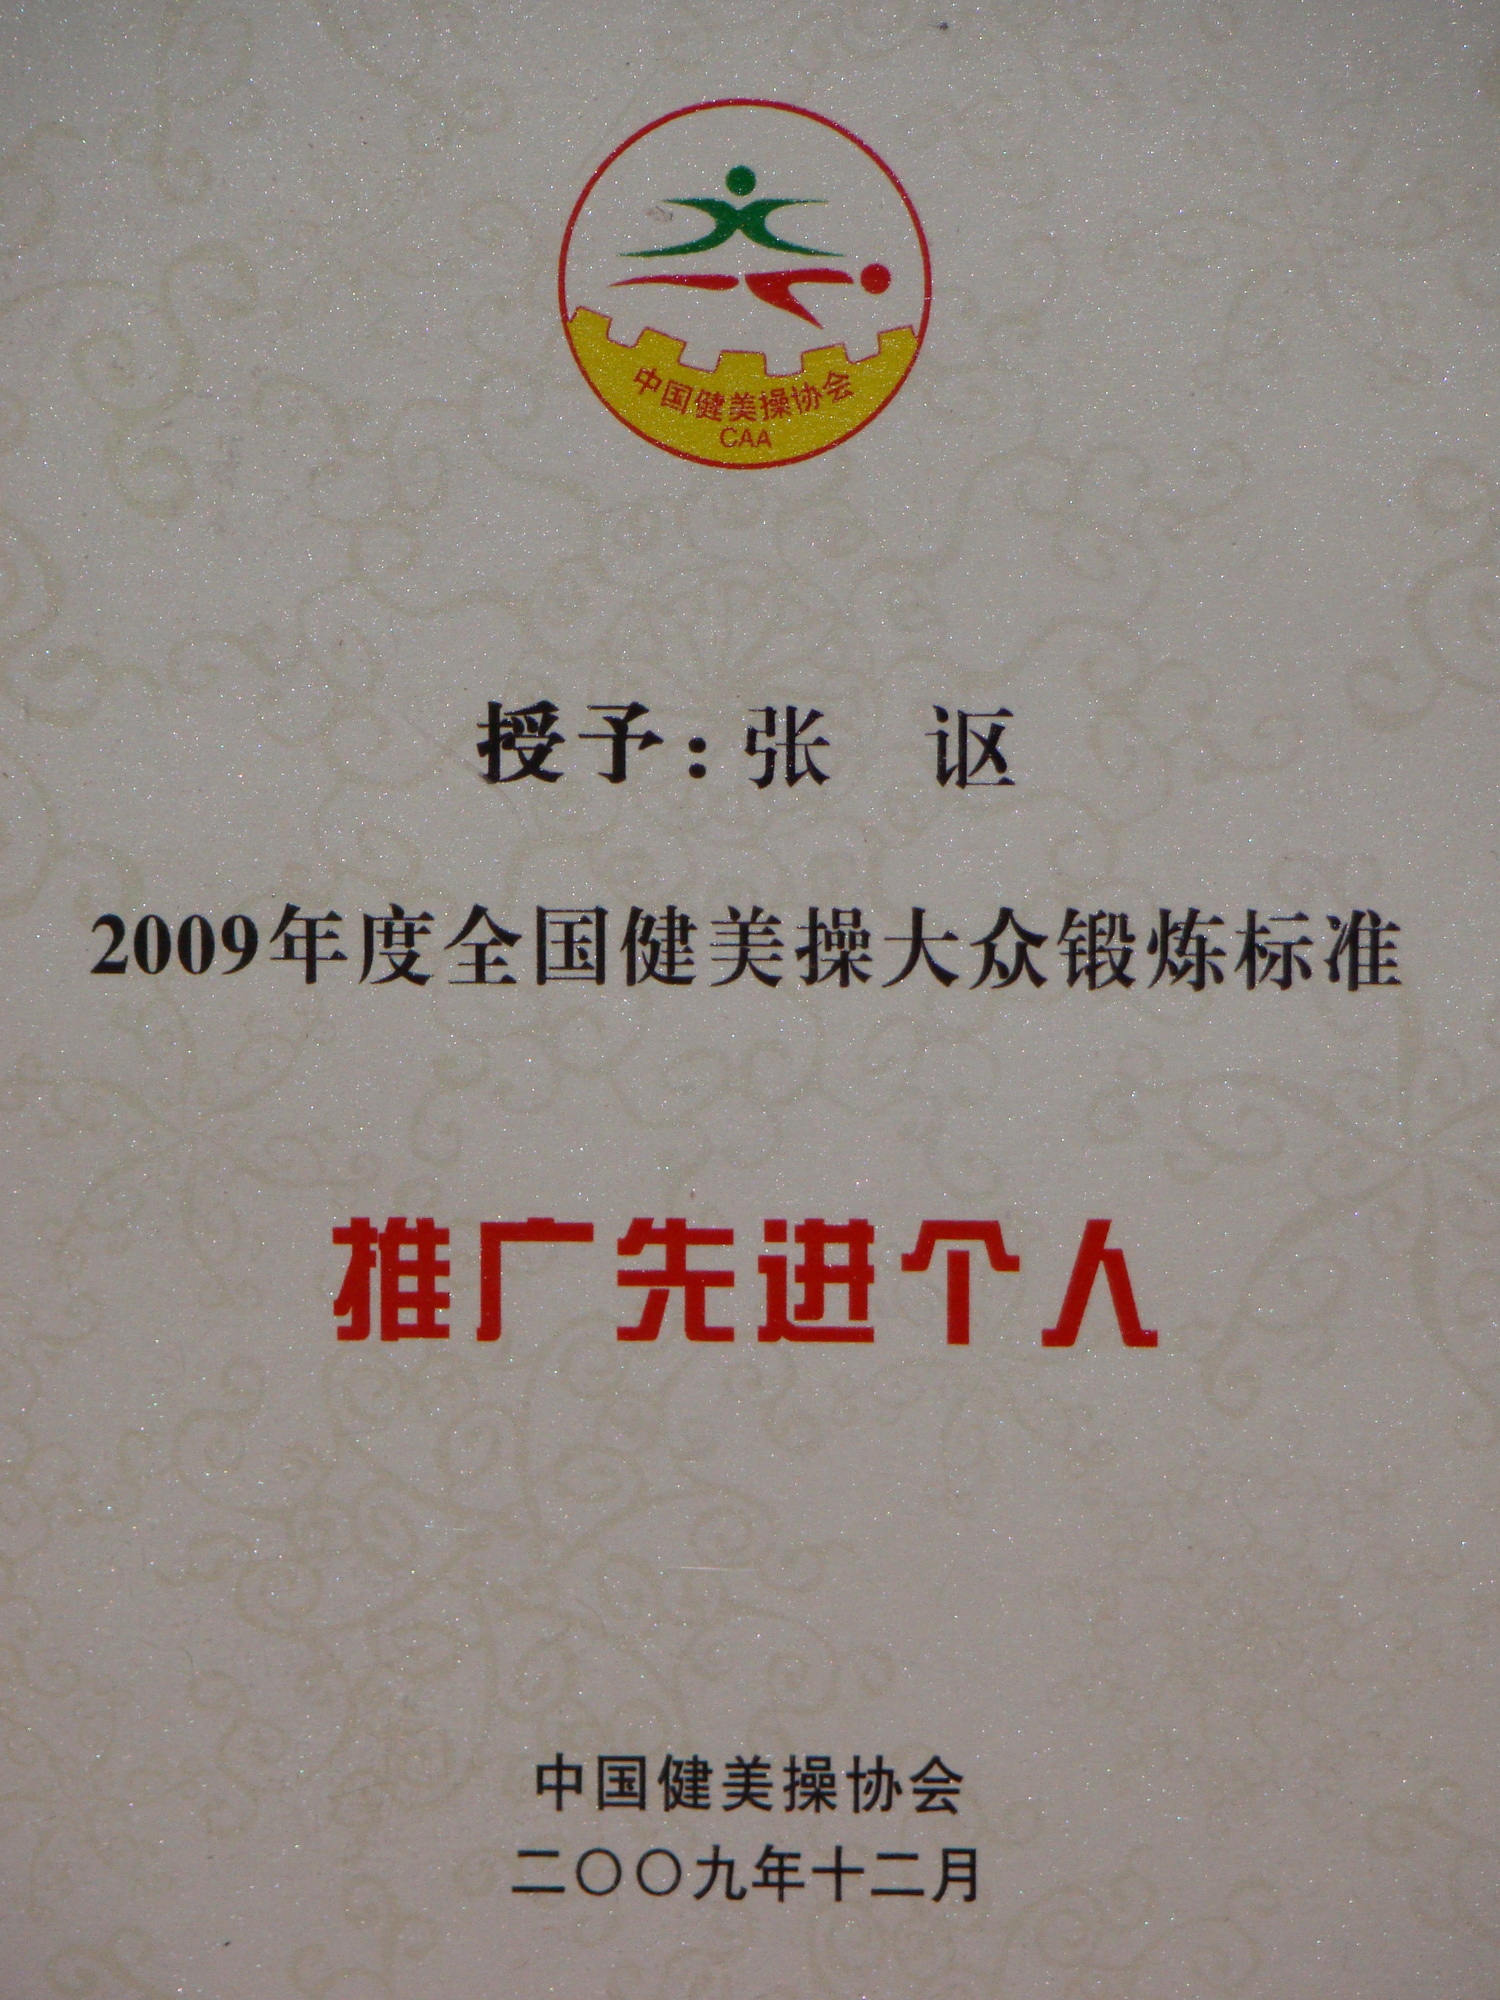 中国健美操协会
CAA
授予：张 讴
2009年度全国健美操大众锻炼标准
推广先进个人
中国健美操协会
二〇〇九年十二月